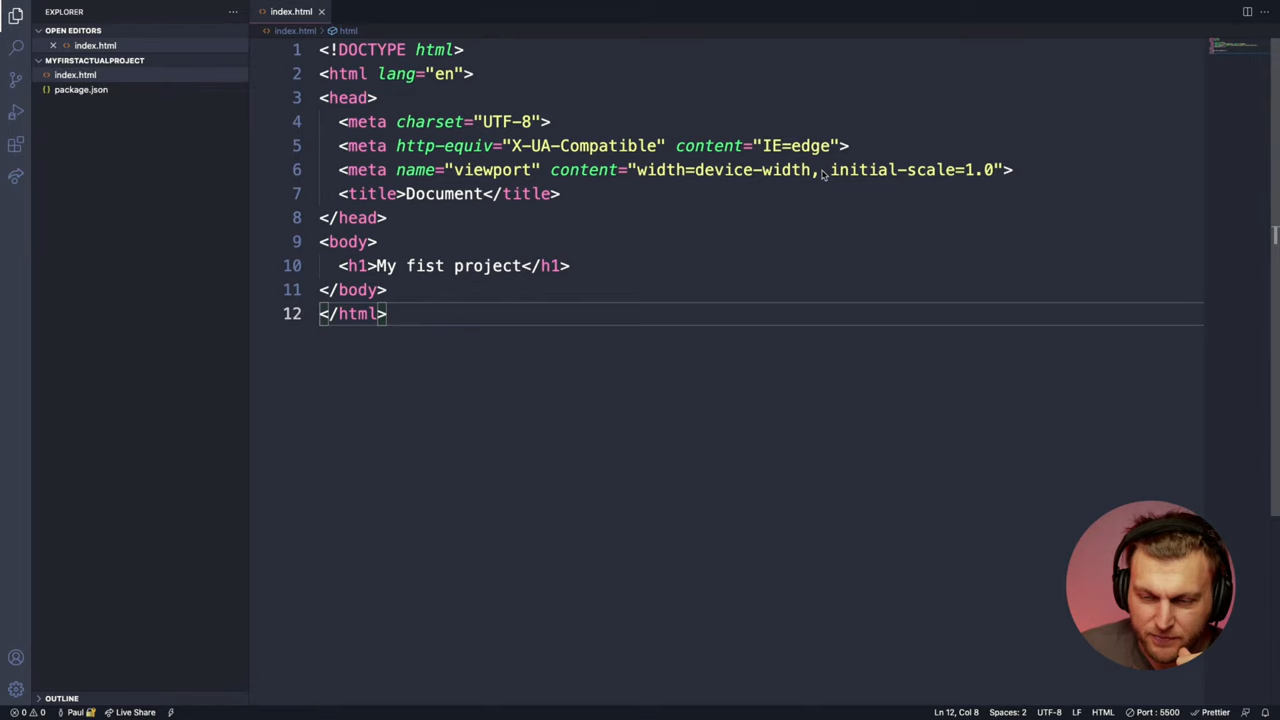 EXPLORER
index.html
OPEN EDITORS
index.html
index.html
html
MYFIRSTACTUALPROJECT
index.html
package.json
1 <!DOCTYPE html>
2 <html lang="en">
3 <head>
4 <meta charset="UTF-8">
5 <meta http-equiv="X-UA-Compatible" content="IE=edge">
6 <meta name="viewport" content="width=device-width, initial-scale=1.0">
7 <title>Document</title>
8 </head>
9 <body>
10 <h1>My fist project</h1>
11 </body>
12 </html>
OUTLINE
0 0 Paul Live Share Ln 12, Col 8 Spaces: 2 UTF-8 LF HTML Port : 5500 Prettier